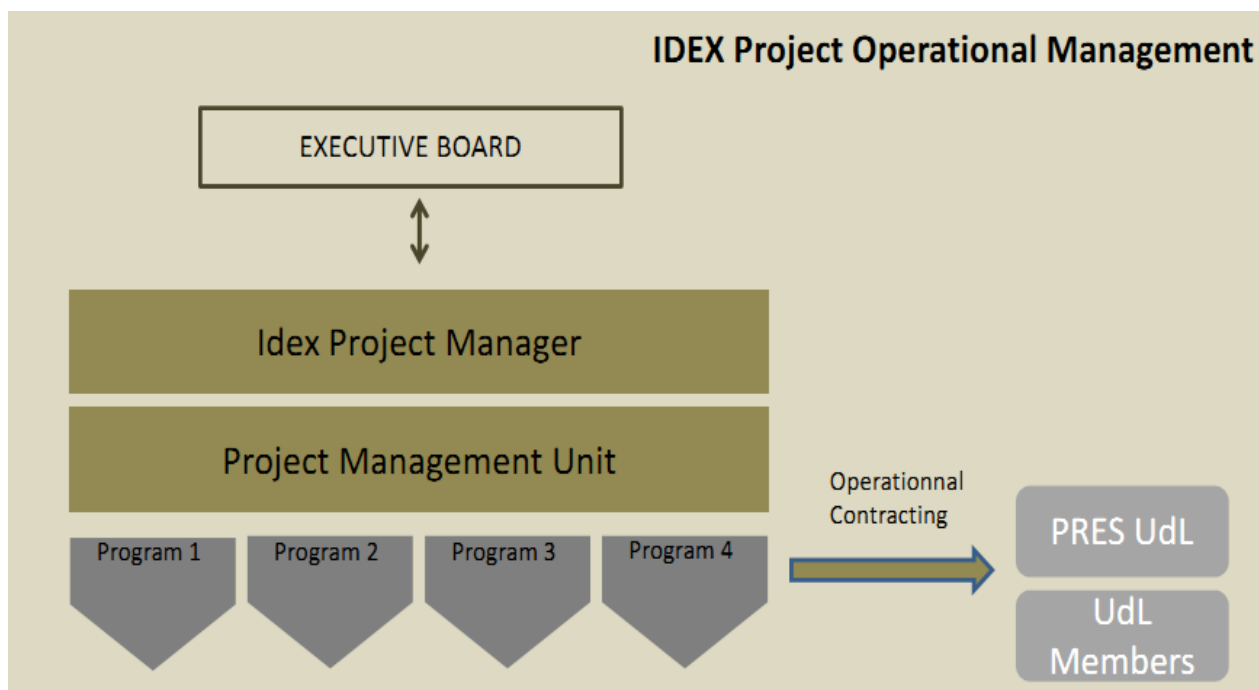 IDEX Project Operational Management
EXECUTIVE BOARD
Idex Project Manager
Project Management Unit
Program 1
Program 2
Program 3
Program 4
Operationnal
Contracting
PRES UdL
UdL
Members